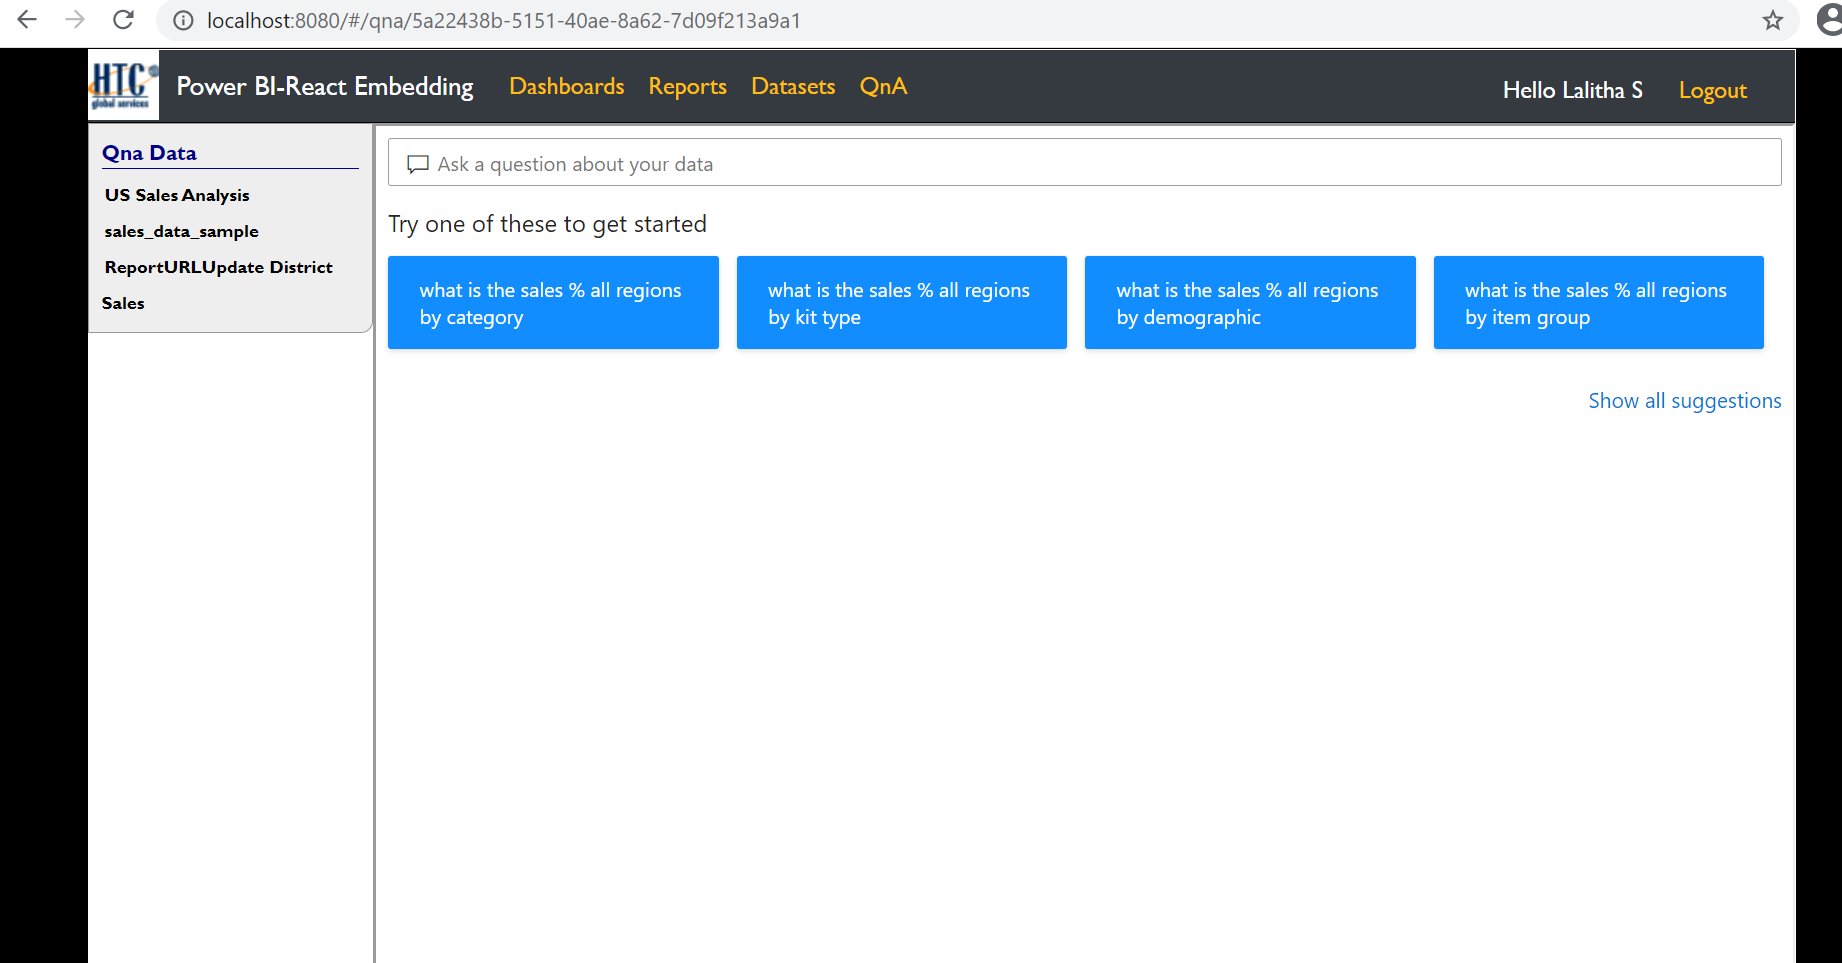 localhost:8080/#/qna/5a22438b-5151-40ae-8a62-7d09f213a9a1
HTC
global services
Power BI-React Embedding Dashboards Reports Datasets QnA Hello Lalitha S Logout
Qna Data
US Sales Analysis
sales_data_sample
ReportURLUpdate District
Sales
Ask a question about your data
Try one of these to get started
what is the sales % all regions
by category
what is the sales % all regions
by kit type
what is the sales % all regions
by demographic
what is the sales % all regions
by item group
Show all suggestions